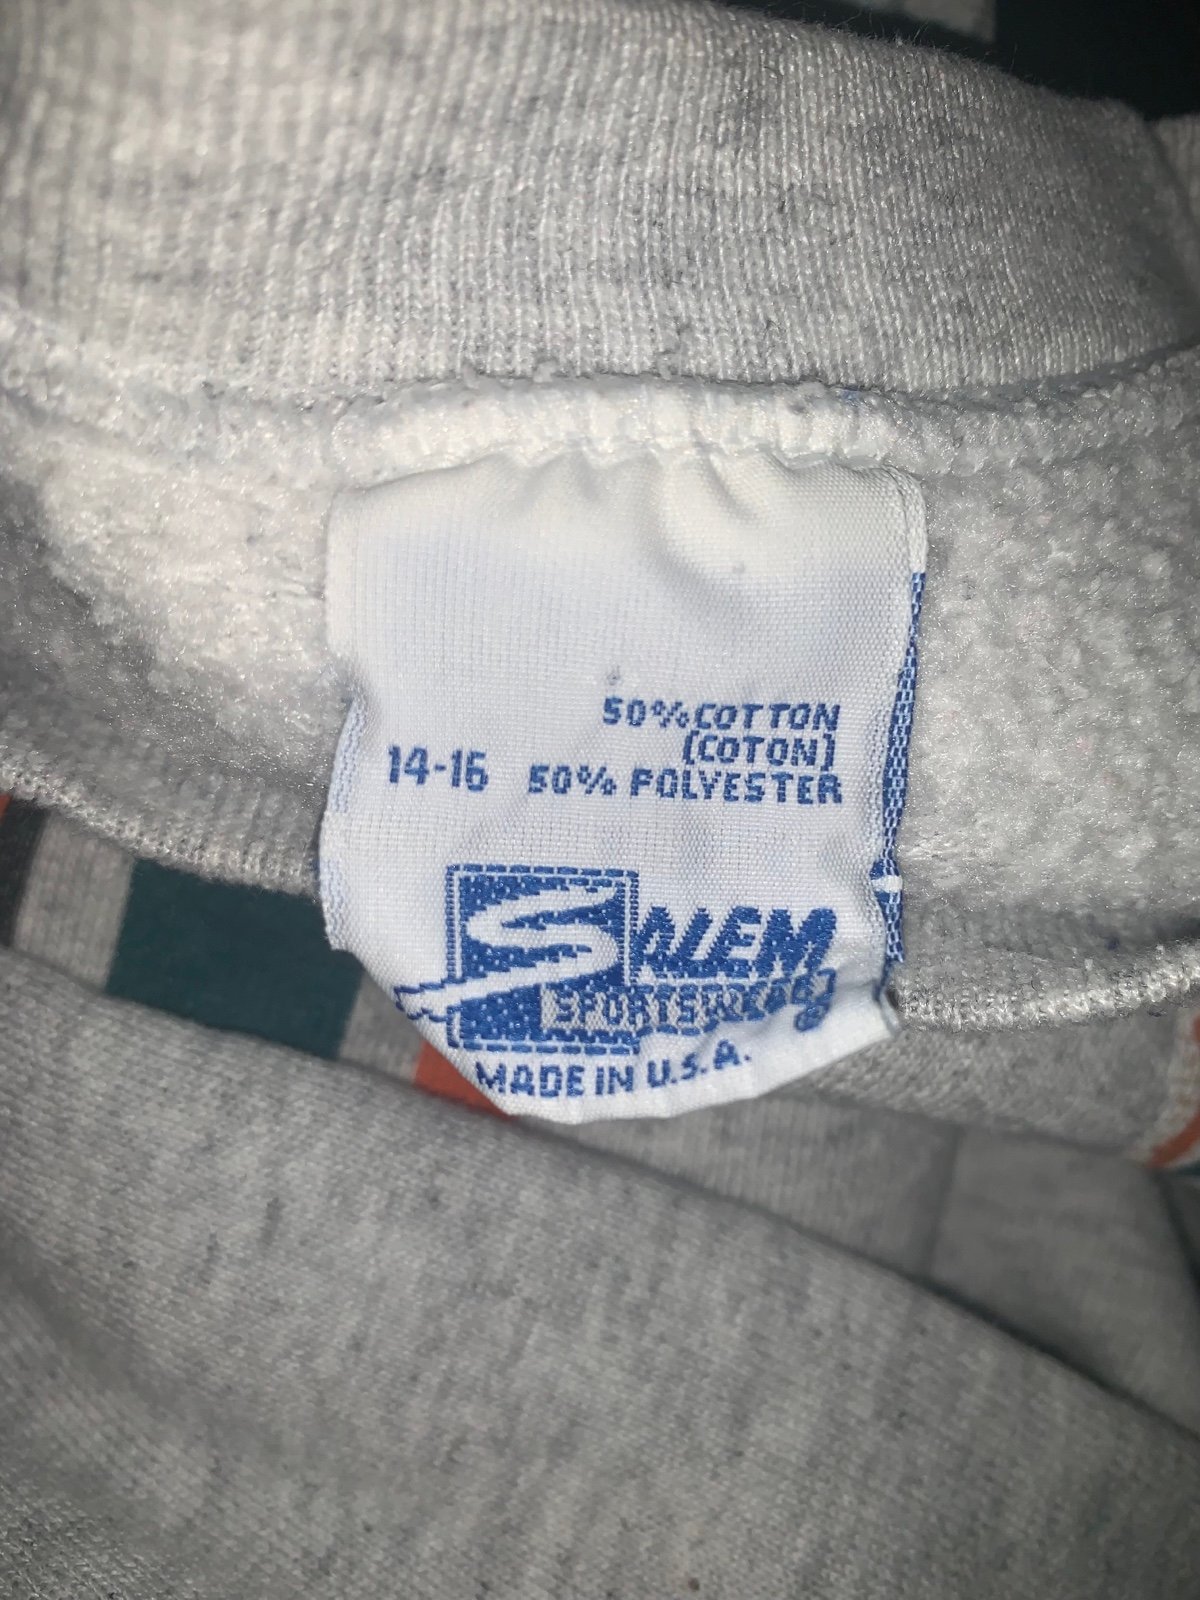 50% COTTON
(COTON)
14-16 50% POLYESTER
SALEM
SPORTSWEAR
®
MADE IN U.S.A.